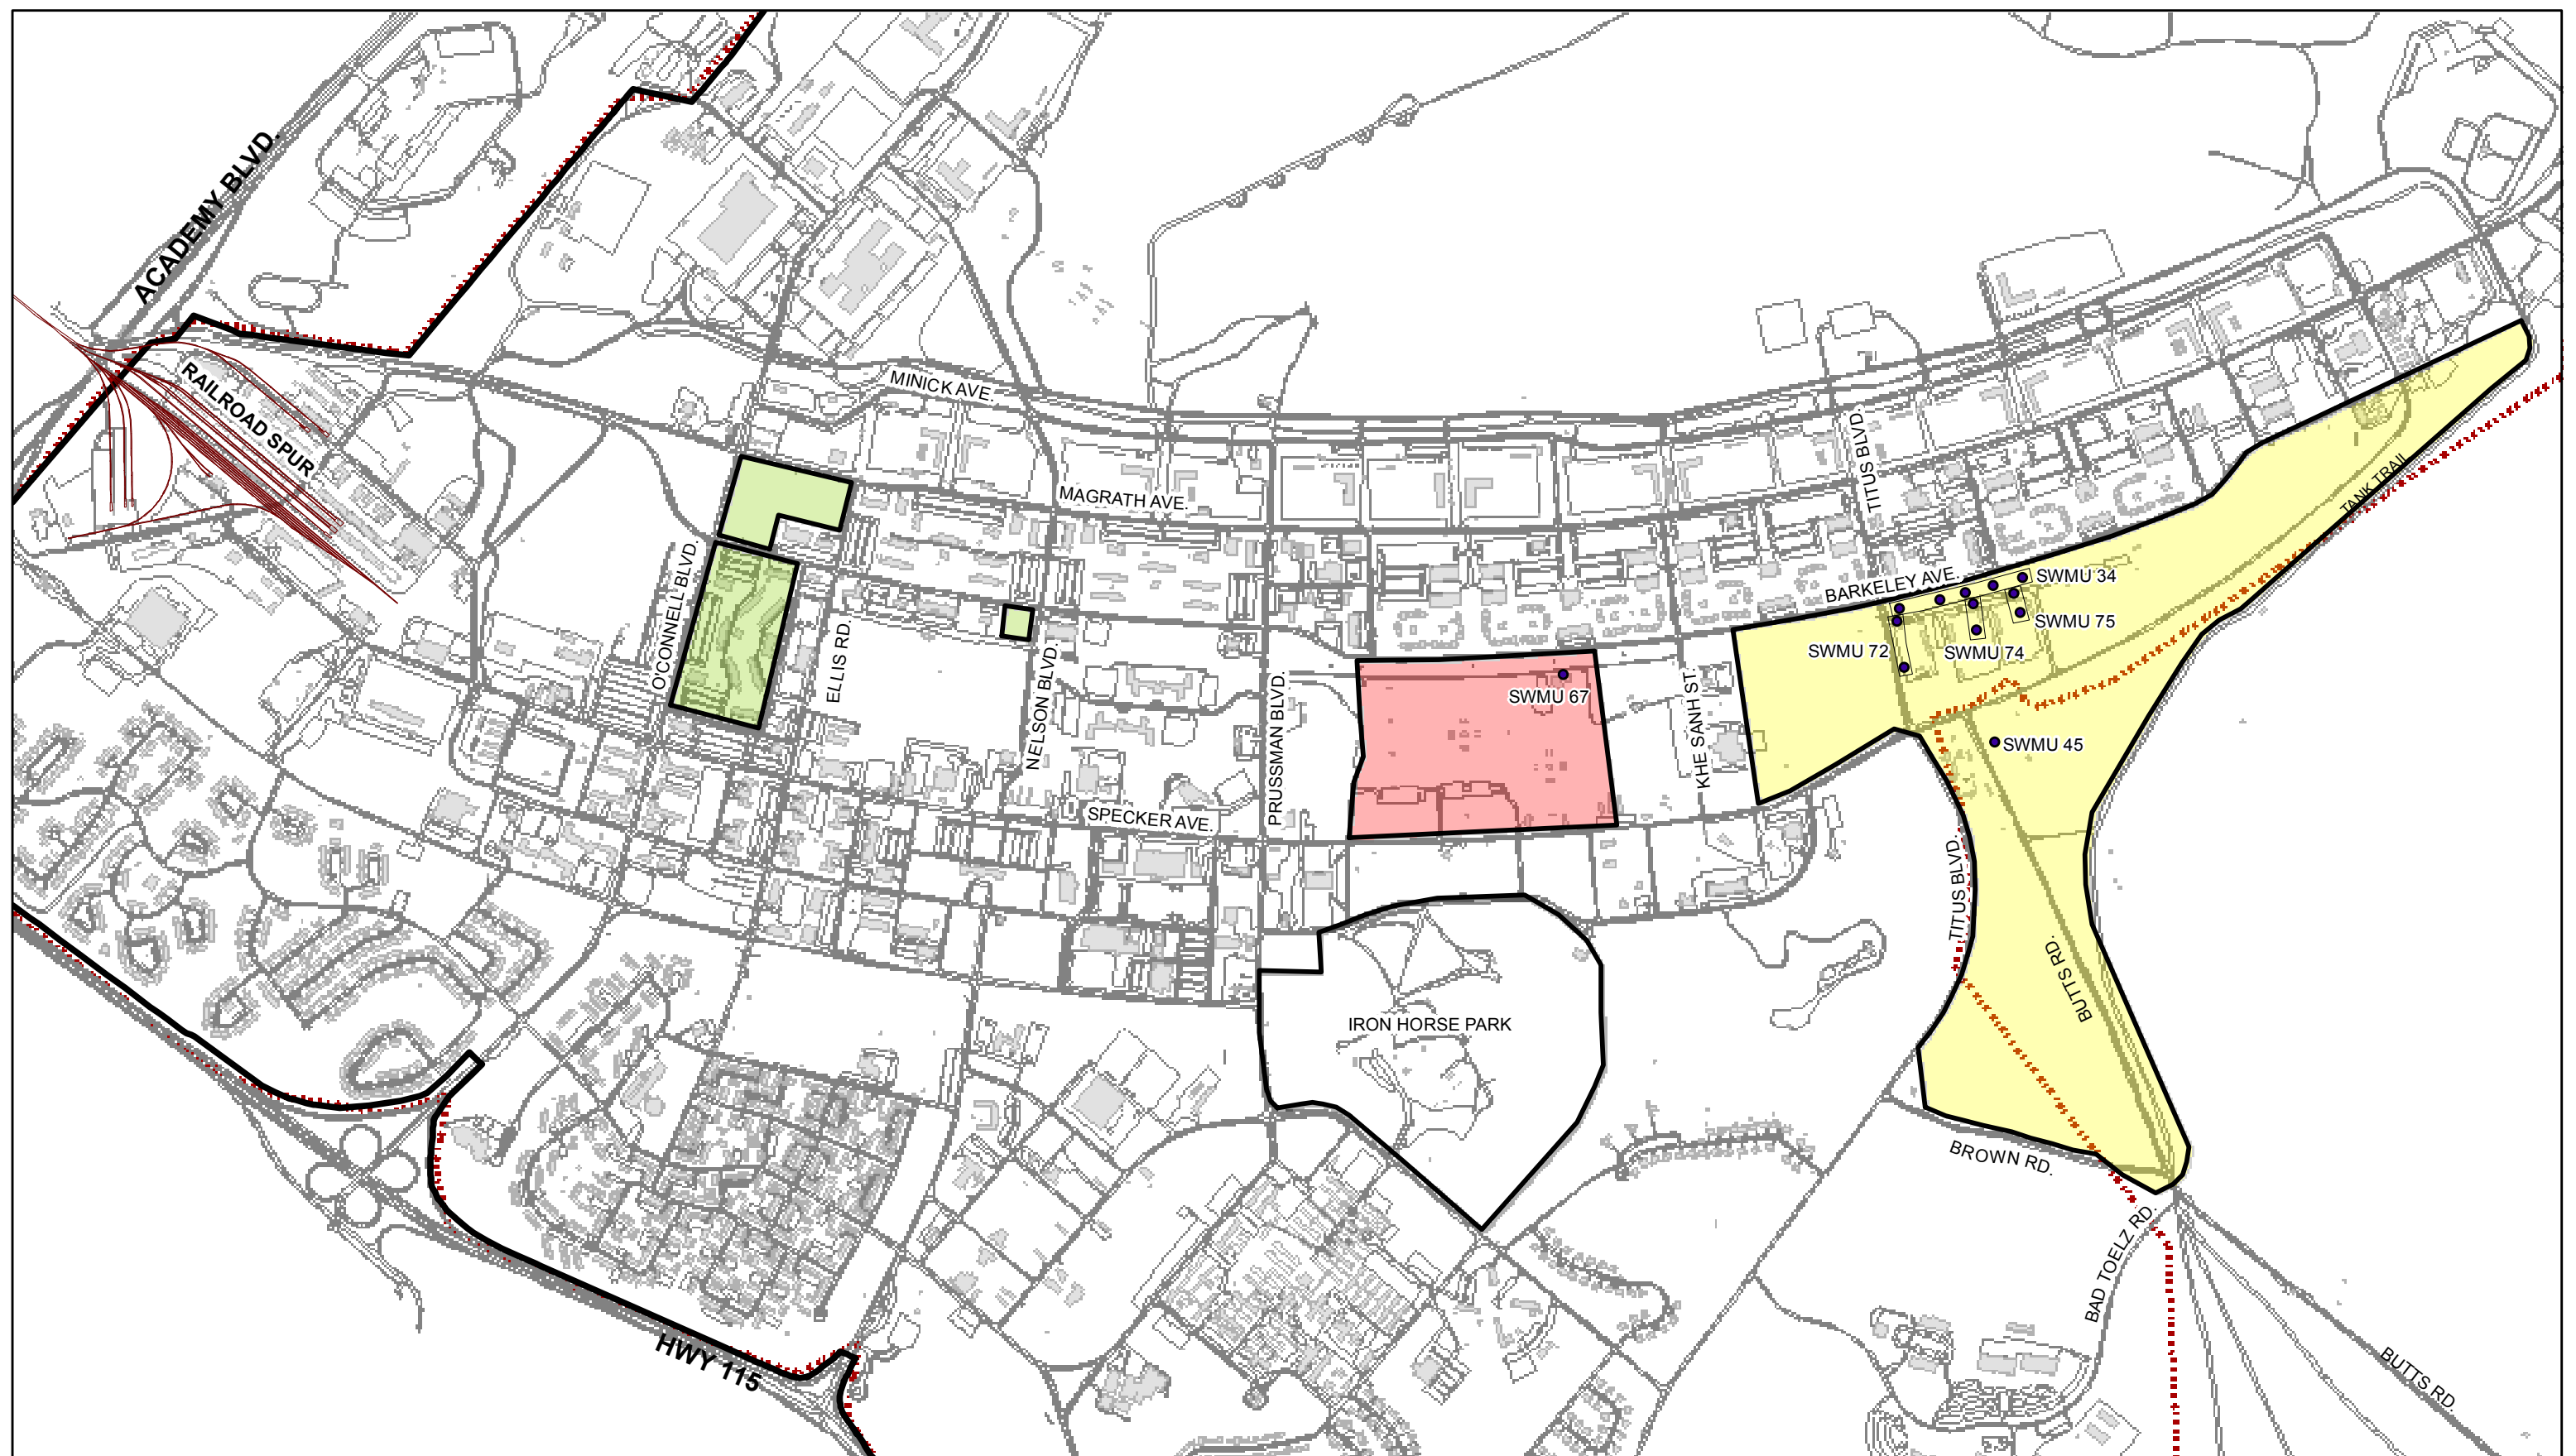 ACADEMY BLVD.
RAILROAD SPUR
MINICK AVE.
MAGRATH AVE.
TITUS BLVD.
TANK TRAIL
O'CONNELL BLVD.
ELLIS RD.
NELSON BLVD.
PRUSSMAN BLVD.
KHE SANH ST.
BARKELEY AVE.
SWMU 34
SWMU 75
SWMU 72
SWMU 74
SWMU 67
SWMU 45
SPECKER AVE.
TITUS BLVD.
BUTTS RD.
IRON HORSE PARK
BROWN RD.
BAD TOELZ RD.
HWY 115
BUTTS RD.